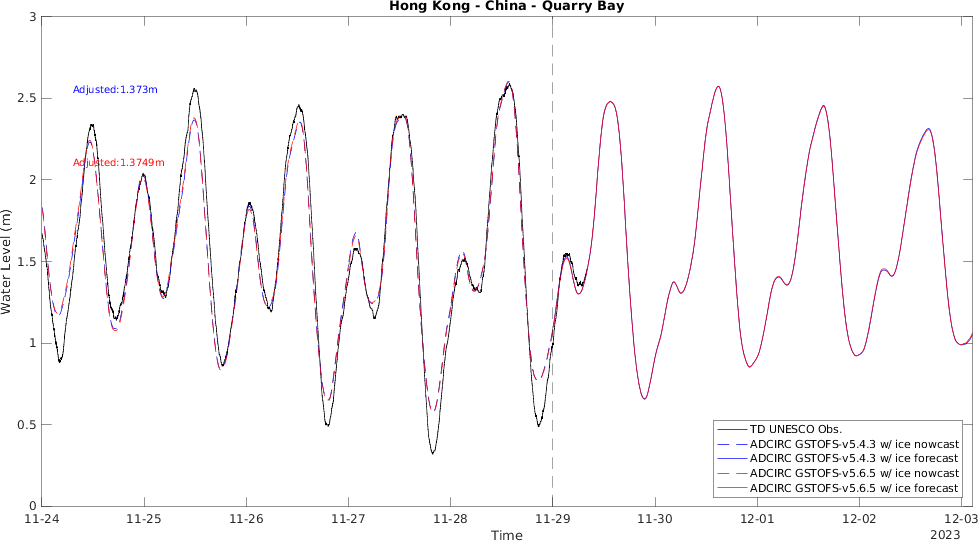 Hong Kong - China - Quarry Bay
3
2.5
2
1.5
1
0.5
0
Water Level (m)
Adjusted:1.373m
Adjusted:1.3749m
TD UNESCO Obs.
ADCIRC GSTOFS-v5.4.3 w/ ice nowcast
ADCIRC GSTOFS-v5.4.3 w/ ice forecast
ADCIRC GSTOFS-v5.6.5 w/ ice nowcast
ADCIRC GSTOFS-v5.6.5 w/ ice forecast
11-24 11-25 11-26 11-27 11-28 11-29 11-30 12-01 12-02 12-03
Time
2023